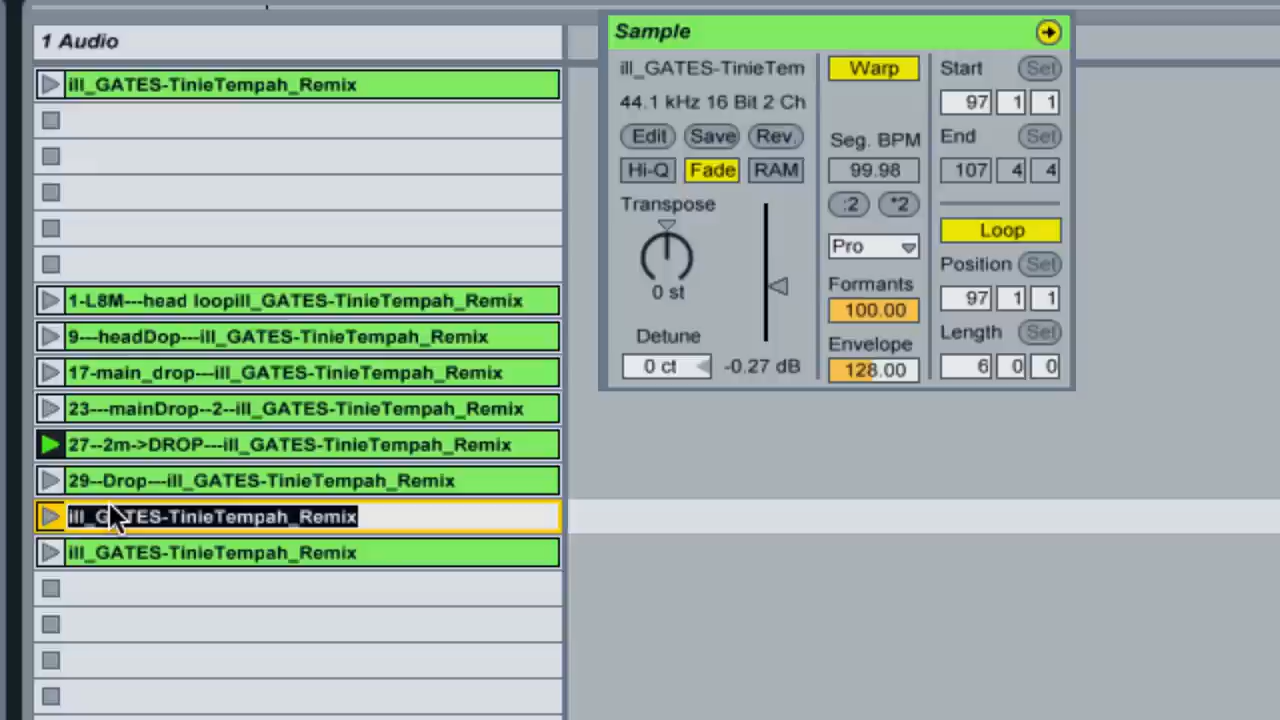 1 Audio
ill_GATES-TinieTempah_Remix
1-L8M---head loopill_GATES-TinieTempah_Remix
9---headDop---ill_GATES-TinieTempah_Remix
17-main_drop---ill_GATES-TinieTempah_Remix
23---mainDrop--2--ill_GATES-TinieTempah_Remix
27--2m->DROP---ill_GATES-TinieTempah_Remix
29--Drop---ill_GATES-TinieTempah_Remix
ill_GATES-TinieTempah_Remix
ill_GATES-TinieTempah_Remix
Sample
ill_GATES-TinieTem
44.1 kHz 16 Bit 2 Ch
Edit Save Rev.
Hi-Q Fade RAM
Transpose
0 st
Detune
0 ct -0.27 dB
Warp
Seg. BPM
99.98
:2 *2
Pro
Formants
100.00
Envelope
128.00
Start Set
97 1 1
End Set
107 4 4
Loop
Position Set
97 1 1
Length Set
6 0 0